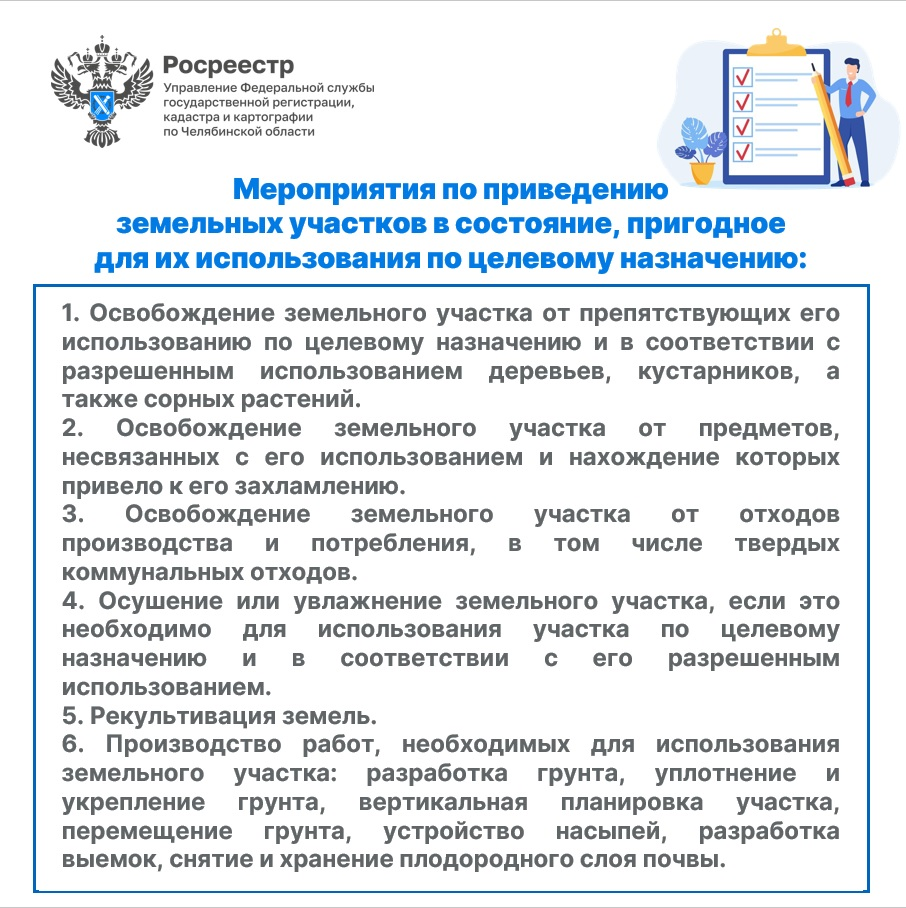 Росреестр
Управление Федеральной службы
государственной регистрации,
кадастра и картографии
по Челябинской области
Мероприятия по приведению
земельных участков в состояние, пригодное
для их использования по целевому назначению:
1. Освобождение земельного участка от препятствующих его
использованию по целевому назначению и в соответствии с
разрешенным использованием деревьев, кустарников, а
также сорных растений.
2. Освобождение земельного участка от предметов,
несвязанных с его использованием и нахождение которых
привело к его захламлению.
3. Освобождение земельного участка от отходов
производства и потребления, в том числе твердых
коммунальных отходов.
4. Осушение или увлажнение земельного участка, если это
необходимо для использования участка по целевому
назначению и в соответствии с его разрешенным
использованием.
5. Рекультивация земель.
6. Производство работ, необходимых для использования
земельного участка: разработка грунта, уплотнение и
укрепление грунта, вертикальная планировка участка,
перемещение грунта, устройство насыпей, разработка
выемок, снятие и хранение плодородного слоя почвы.